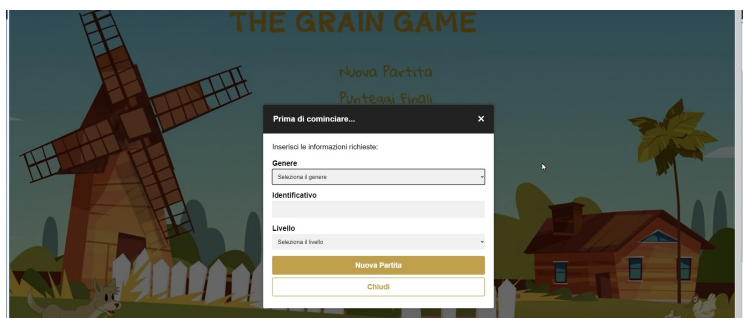 THE GRAIN GAME
Nuova Partita
Punteggi Finali
Prima di cominciare...
×
Inserisci le informazioni richieste:
Genere
Seleziona il genere
Identificativo
Livello
Seleziona il livello
Nuova Partita
Chiudi